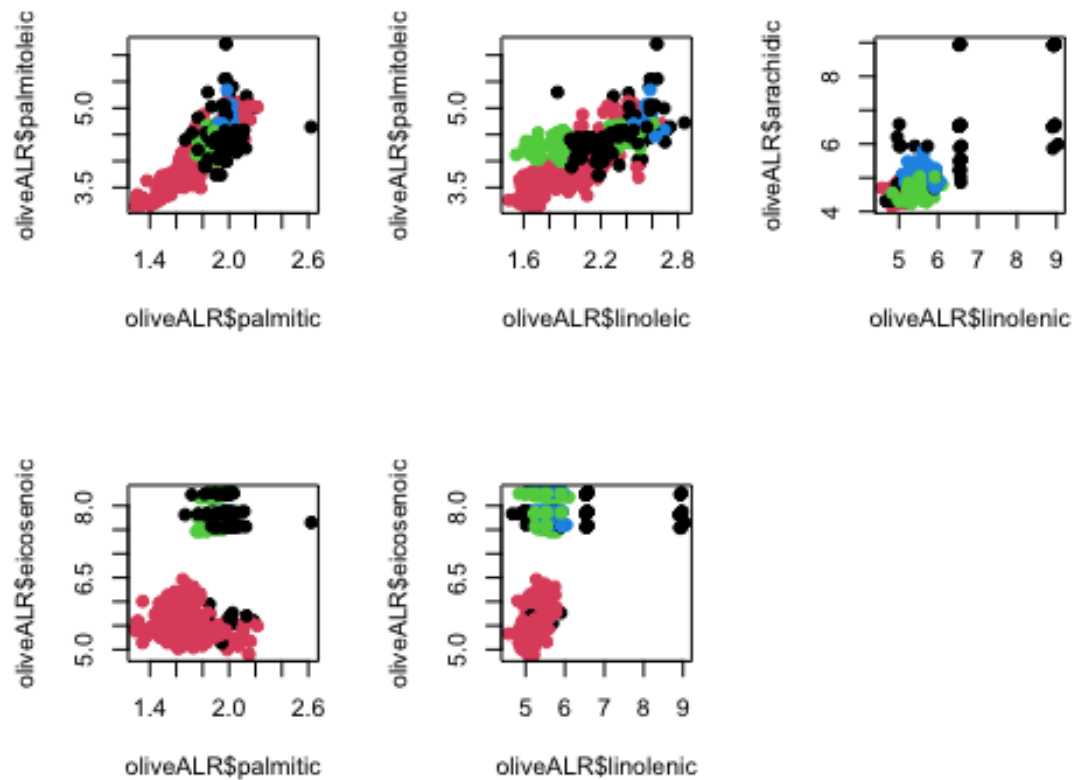 oliveALR$palmitoleic
3.5 5.0
1.4 2.0 2.6
oliveALR$palmitic
oliveALR$palmitoleic
3.5 5.0
1.6 2.2 2.8
oliveALR$linoleic
oliveALR$arachidic
4 6 8
5 6 7 8 9
oliveALR$linolenic
oliveALR$eicosenoic
5.0 6.5 8.0
1.4 2.0 2.6
oliveALR$palmitic
oliveALR$eicosenoic
5.0 6.5 8.0
5 6 7 8 9
oliveALR$linolenic